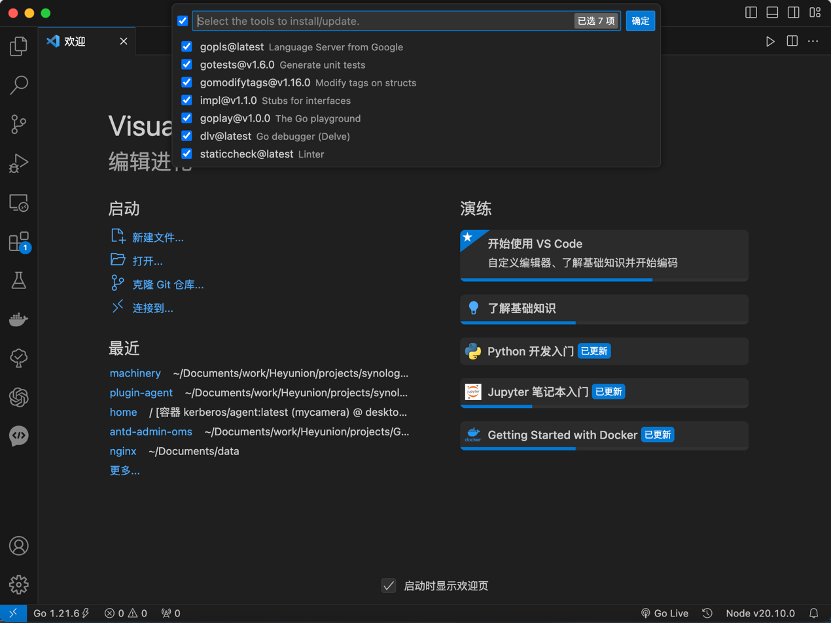 Select the tools to install/update.
已选 7 项
确定
gopls@latest Language Server from Google
gotests@v1.6.0 Generate unit tests
gomodifytags@v1.16.0 Modify tags on structs
impl@v1.1.0 Stubs for interfaces
goplay@v1.0.0 The Go playground
dlv@latest Go debugger (Delve)
staticcheck@latest Linter
欢迎
Visua
编辑进化
启动
新建文件...
打开...
克隆 Git 仓库...
连接到...
最近
machinery ~/Documents/work/Heyunion/projects/synolog...
plugin-agent ~/Documents/work/Heyunion/projects/synol...
home / [容器 kerberos/agent:latest (mycamera) @ deskto...
antd-admin-oms ~/Documents/work/Heyunion/projects/G...
nginx ~/Documents/data
更多...
演练
开始使用 VS Code
自定义编辑器、了解基础知识并开始编码
了解基础知识
Python 开发入门 已更新
Jupyter 笔记本入门 已更新
Getting Started with Docker 已更新
启动时显示欢迎页
1
Go 1.21.6
0 0
0
Go Live
Node v20.10.0